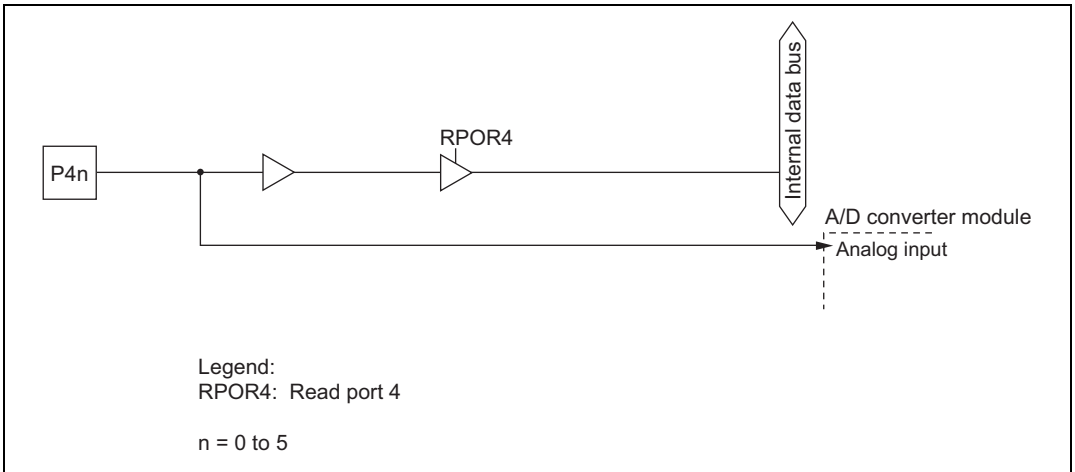 Internal data bus
RPOR4
P4n
A/D converter module
Analog input
Legend:
RPOR4: Read port 4
n = 0 to 5